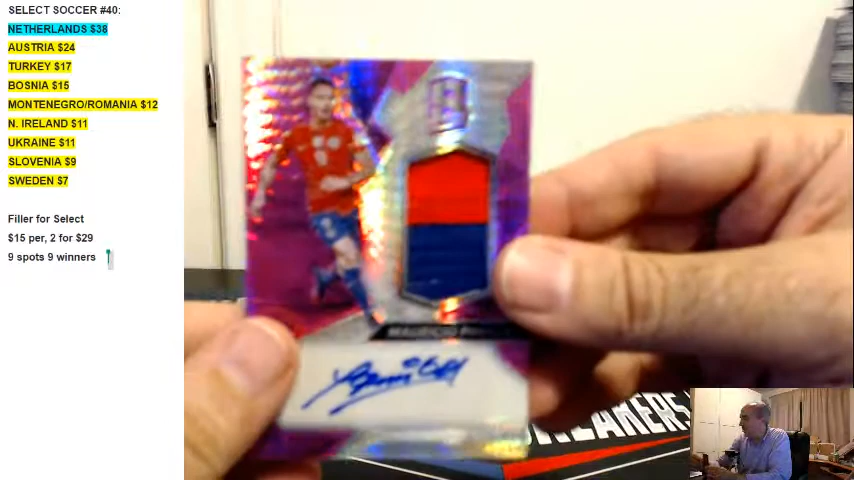 SELECT SOCCER #40:
NETHERLANDS $38
AUSTRIA $24
TURKEY $17
BOSNIA $15
MONTENEGRO/ROMANIA $12
N. IRELAND $11
UKRAINE $11
SLOVENIA $9
SWEDEN $7
Filler for Select
$15 per, 2 for $29
9 spots 9 winners
MAURICIO